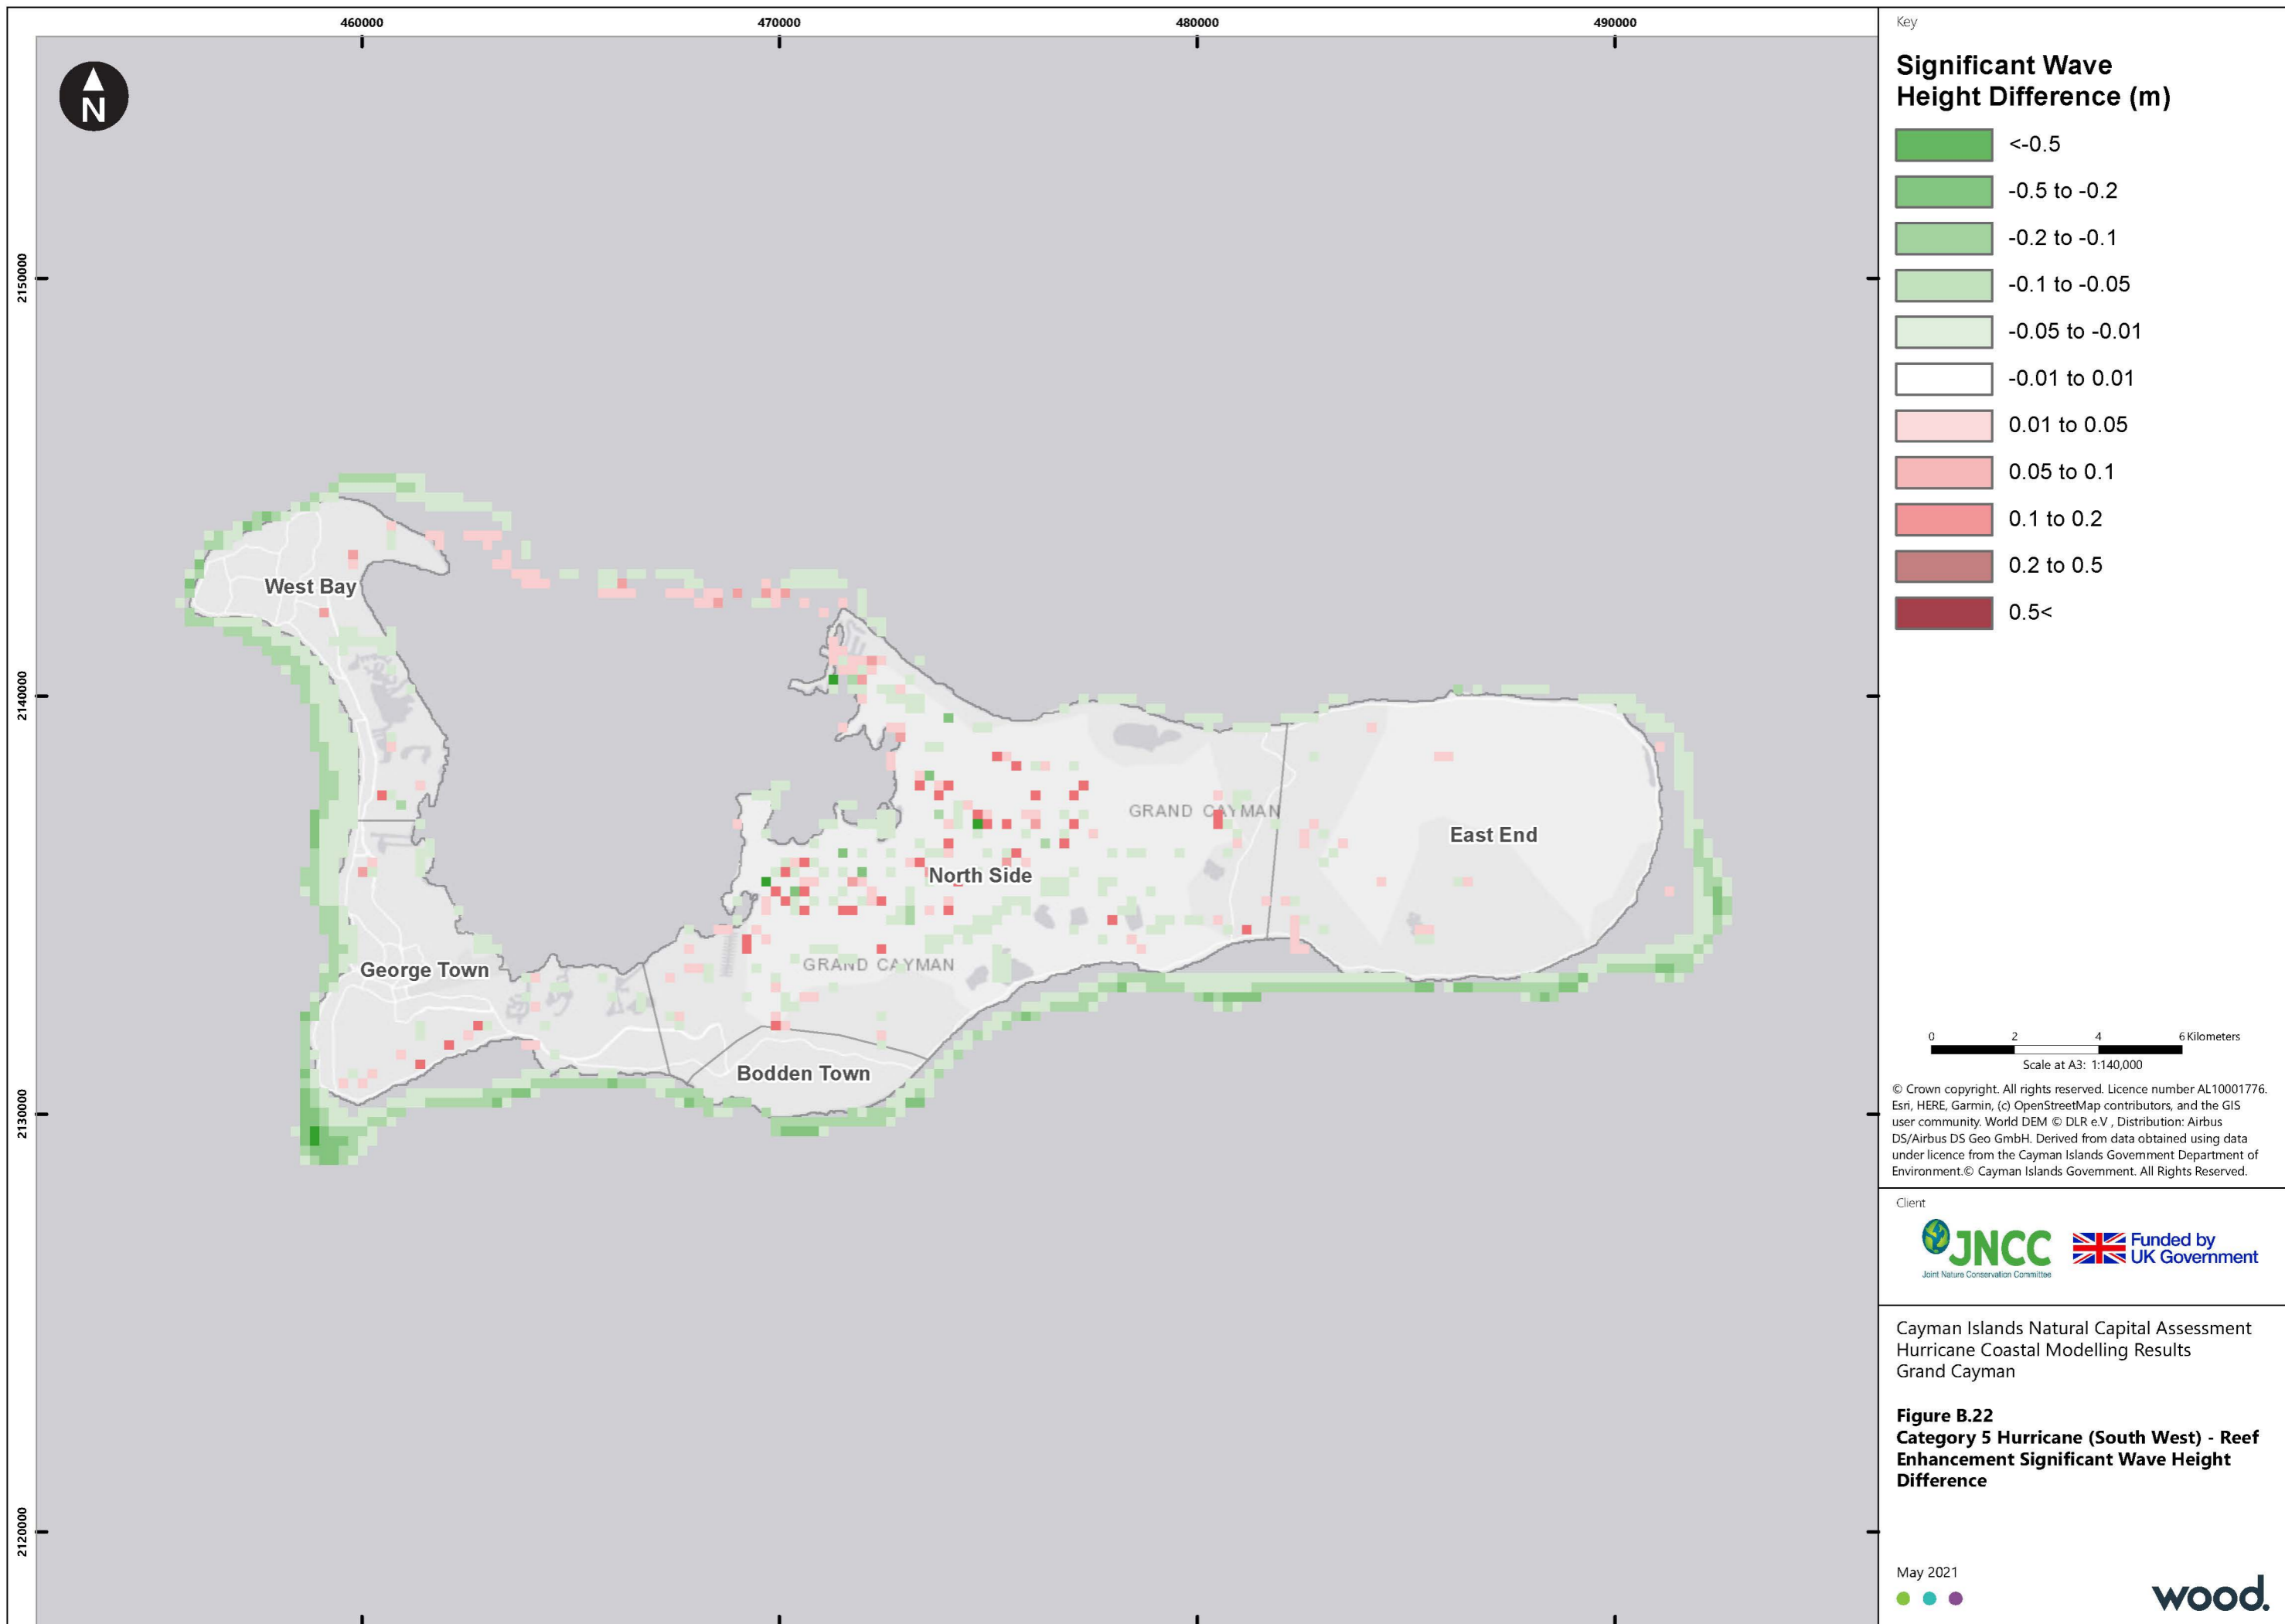 460000
470000
480000
490000
2150000
2140000
2130000
2120000
N
West Bay
GRAND CAYMAN
East End
North Side
GRAND CAYMAN
George Town
Bodden Town
Key
Significant Wave
Height Difference (m)
<-0.5
-0.5 to -0.2
-0.2 to -0.1
-0.1 to -0.05
-0.05 to -0.01
-0.01 to 0.01
0.01 to 0.05
0.05 to 0.1
0.1 to 0.2
0.2 to 0.5
0.5<
0 2 4 6 Kilometers
Scale at A3: 1:140,000
© Crown copyright. All rights reserved. Licence number AL10001776.
Esri, HERE, Garmin, (c) OpenStreetMap contributors, and the GIS
user community. World DEM © DLR e.V , Distribution: Airbus
DS/Airbus DS Geo GmbH. Derived from data obtained using data
under licence from the Cayman Islands Government Department of
Environment.© Cayman Islands Government. All Rights Reserved.
Client
JNCC
Joint Nature Conservation Committee
Funded by
UK Government
Cayman Islands Natural Capital Assessment
Hurricane Coastal Modelling Results
Grand Cayman
Figure B.22
Category 5 Hurricane (South West) - Reef
Enhancement Significant Wave Height
Difference
May 2021
wood.